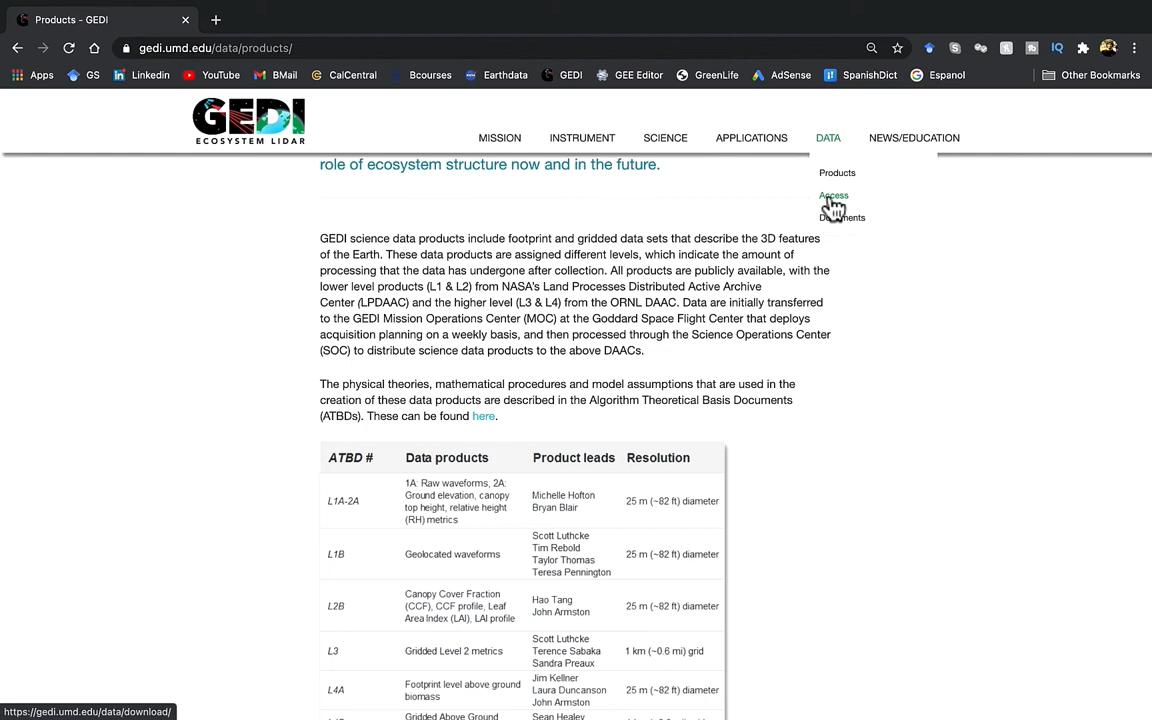 Products - GEDI
gedi.umd.edu/data/products/
Apps GS Linkedin YouTube BMail CalCentral Bcourses Earthdata GEDI GEE Editor GreenLife AdSense SpanishDict Espanol Other Bookmarks
GEDI
ECOSYSTEM LIDAR
MISSION INSTRUMENT SCIENCE APPLICATIONS DATA NEWS/EDUCATION
Products
Access
role of ecosystem structure now and in the future.
GEDI science data products include footprint and gridded data sets that describe the 3D features
of the Earth. These data products are assigned different levels, which indicate the amount of
processing that the data has undergone after collection. All products are publicly available, with the
lower level products (L1 & L2) from NASA's Land Processes Distributed Active Archive
Center (LPDAAC) and the higher level (L3 & L4) from the ORNL DAAC. Data are initially transferred
to the GEDI Mission Operations Center (MOC) at the Goddard Space Flight Center that deploys
acquisition planning on a weekly basis, and then processed through the Science Operations Center
(SOC) to distribute science data products to the above DAACs.
The physical theories, mathematical procedures and model assumptions that are used in the
creation of these data products are described in the Algorithm Theoretical Basis Documents
(ATBDs). These can be found here.
ATBD # Data products Product leads Resolution
L1A-2A
1A: Raw waveforms, 2A:
Ground elevation, canopy
top height, relative height
(RH) metrics
Michelle Hofton
Bryan Blair
25 m (~82 ft) diameter
L1B
Geolocated waveforms
Scott Luthcke
Tim Rebold
Taylor Thomas
Teresa Pennington
25 m (~82 ft) diameter
L2B
Canopy Cover Fraction
(CCF), CCF profile, Leaf
Area Index (LAI), LAI profile
Hao Tang
John Armston
25 m (~82 ft) diameter
L3
Gridded Level 2 metrics
Scott Luthcke
Terence Sabaka
Sandra Preaux
1 km (~0.6 mi) grid
L4A
Footprint level above ground
biomass
Jim Kellner
Laura Duncanson
John Armston
25 m (~82 ft) diameter
Gridded Above Ground
Sean Healey
https://gedi.umd.edu/data/download/